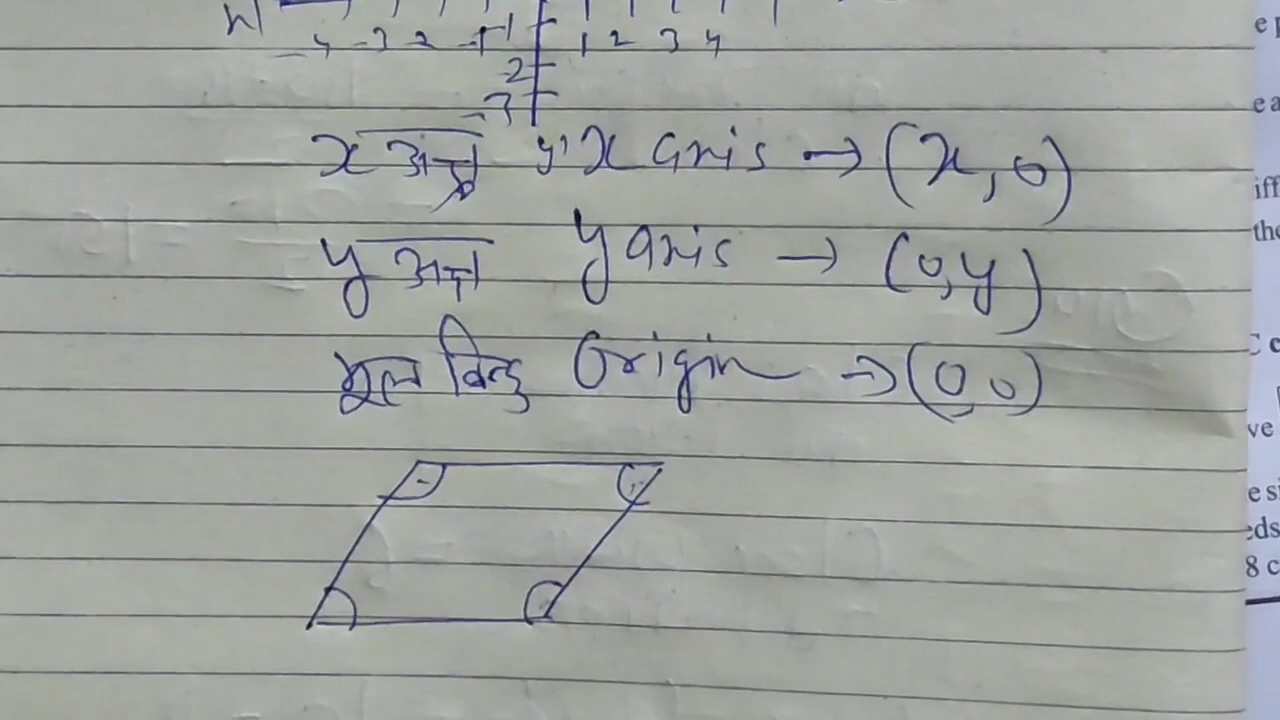 -4 -3 -2 -1 -1 1 2 3 4
-2
-3
x अक्ष y' x axis → (x, 0)
y अक्ष y axis → (0, y)
मूल बिन्दु Origin → (0, 0)